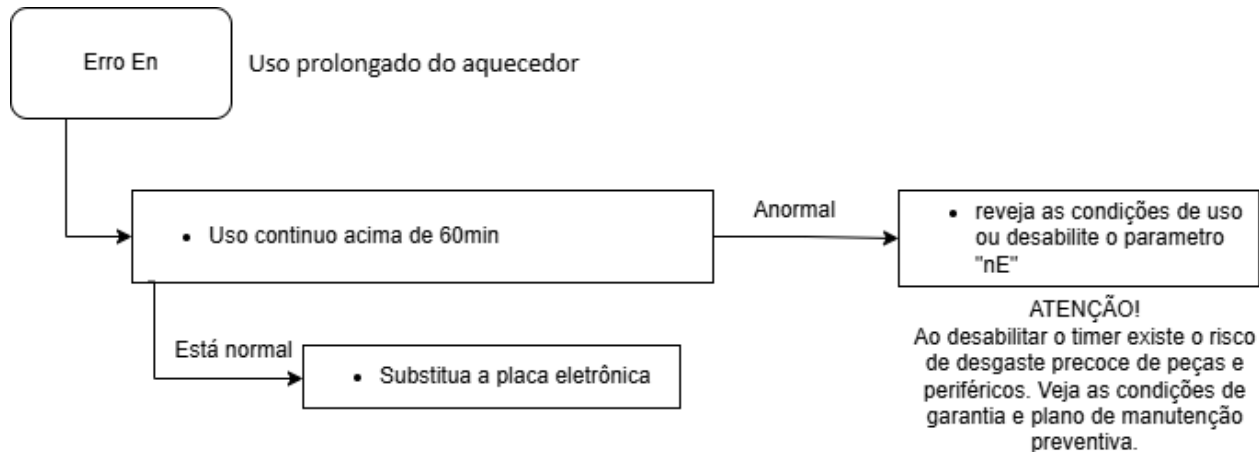 Erro En
Uso prolongado do aquecedor
Uso continuo acima de 60min
Anormal
reveja as condições de uso
ou desabilite o parametro
"nE"
ATENÇÃO!
Ao desabilitar o timer existe o risco
de desgaste precoce de peças e
periféricos. Veja as condições de
garantia e plano de manutenção
preventiva.
Está normal
Substitua a placa eletrônica